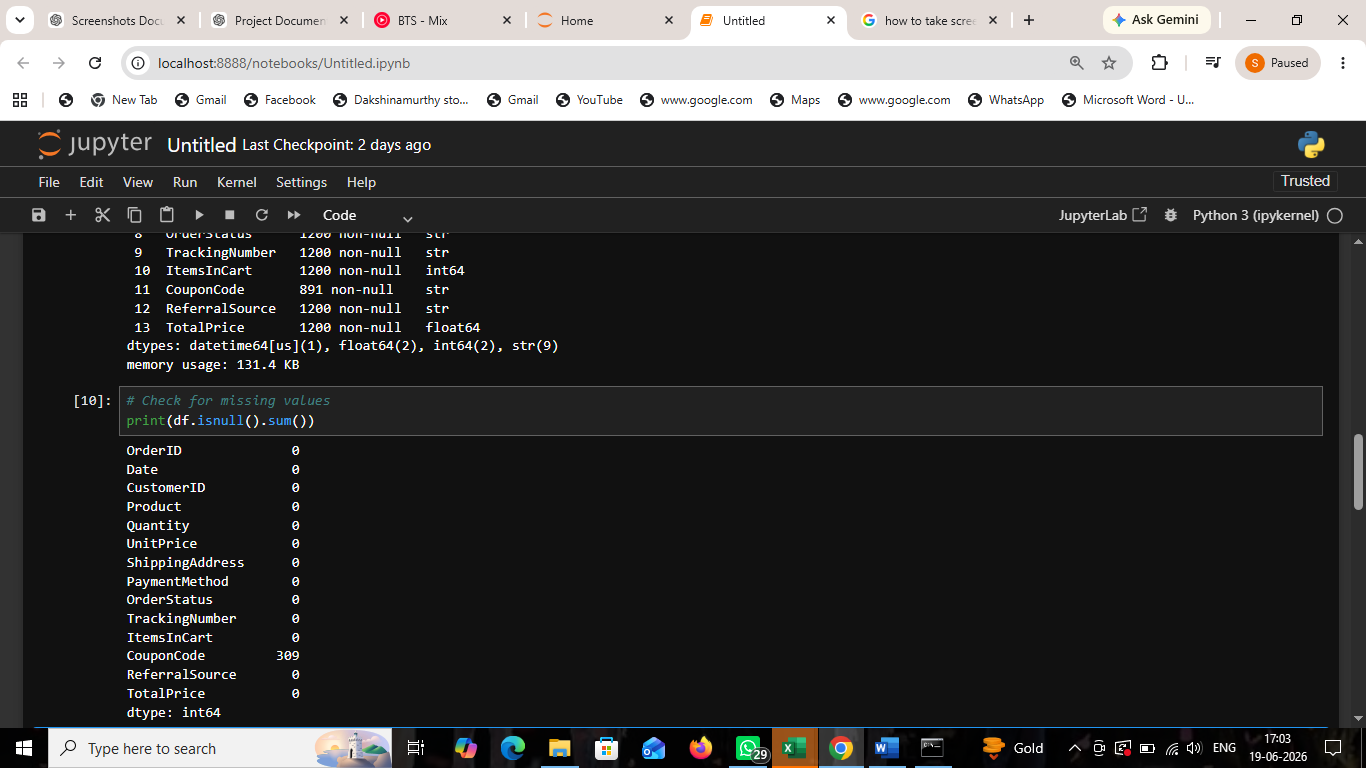 Screenshots Docu
Project Documen
BTS - Mix
Home
Untitled
how to take scree
Ask Gemini
localhost:8888/notebooks/Untitled.ipynb
S
Paused
New Tab
Gmail
Facebook
Dakshinamurthy sto...
Gmail
YouTube
www.google.com
Maps
www.google.com
WhatsApp
Microsoft Word - U...
jupyter Untitled Last Checkpoint: 2 days ago
File Edit View Run Kernel Settings Help
Trusted
Code
JupyterLab
Python 3 (ipykernel)
8 OrderStatus 1200 non-null str
9 TrackingNumber 1200 non-null str
10 ItemsInCart 1200 non-null int64
11 CouponCode 891 non-null str
12 ReferralSource 1200 non-null str
13 TotalPrice 1200 non-null float64
dtypes: datetime64[us](1), float64(2), int64(2), str(9)
memory usage: 131.4 KB
[10]: # Check for missing values
print(df.isnull().sum())
OrderID 0
Date 0
CustomerID 0
Product 0
Quantity 0
UnitPrice 0
ShippingAddress 0
PaymentMethod 0
OrderStatus 0
TrackingNumber 0
ItemsInCart 0
CouponCode 309
ReferralSource 0
TotalPrice 0
dtype: int64
Type here to search
29
Gold
ENG
17:03
19-06-2026